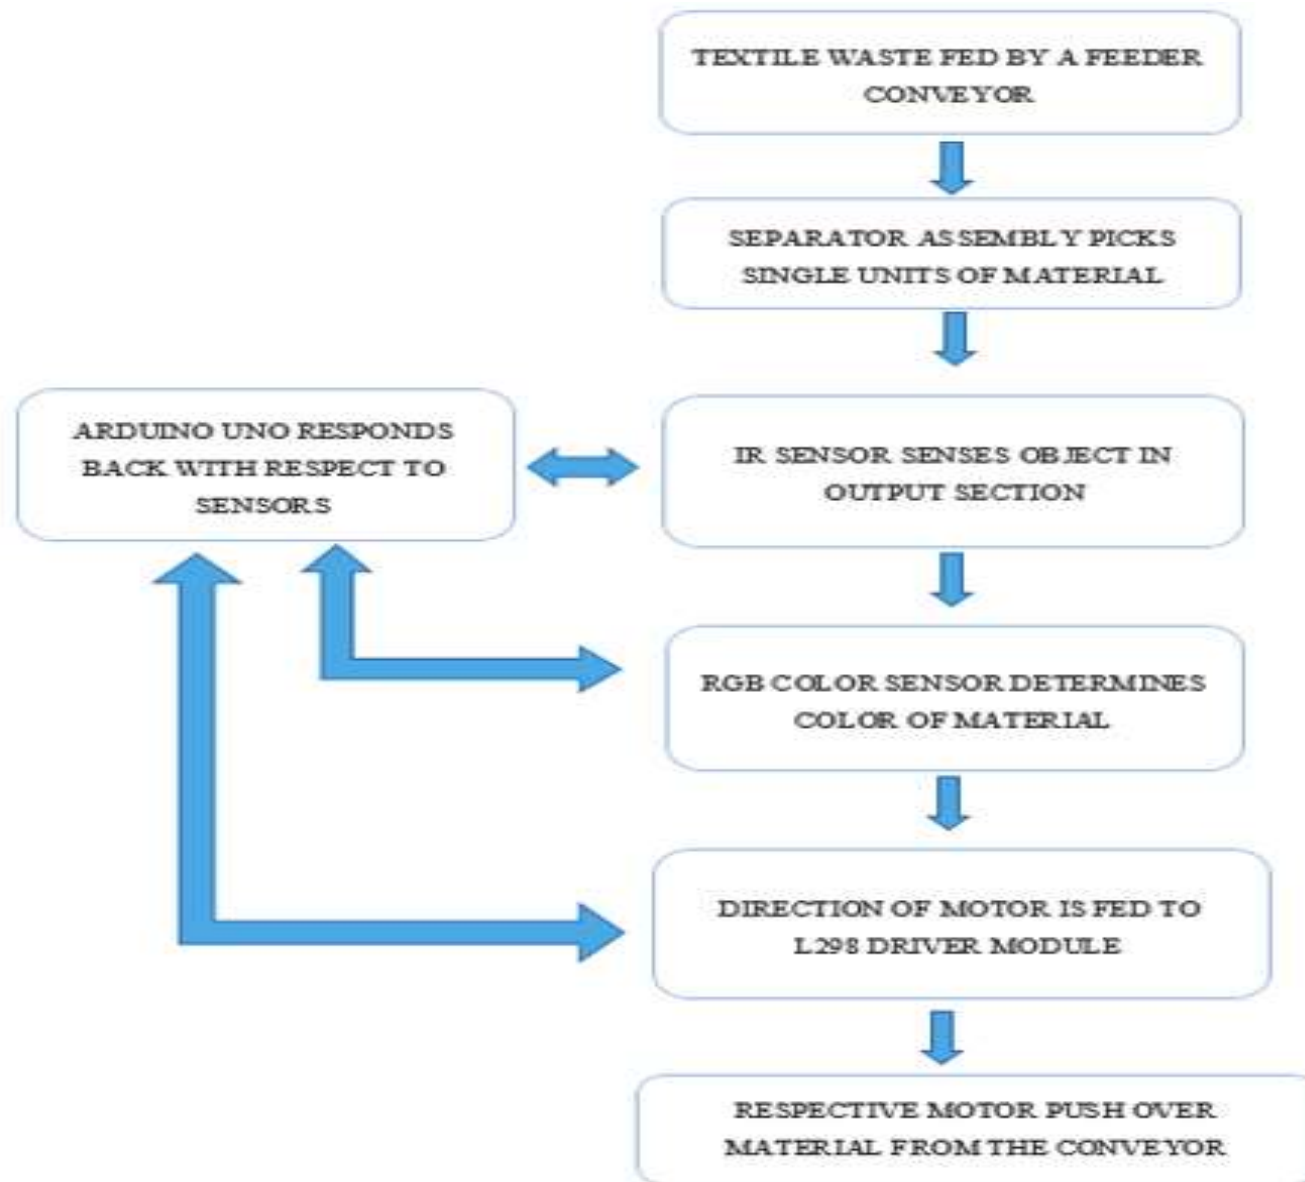 TEXTILE WASTE FED BY A FEEDER
CONVEYOR
SEPARATOR ASSEMBLY PICKS
SINGLE UNITS OF MATERIAL
ARDUINO UNO RESPONDS
BACK WITH RESPECT TO
SENSORS
IR SENSOR SENSES OBJECT IN
OUTPUT SECTION
RGB COLOR SENSOR DETERMINES
COLOR OF MATERIAL
DIRECTION OF MOTOR IS FED TO
L298 DRIVER MODULE
RESPECTIVE MOTOR PUSH OVER
MATERIAL FROM THE CONVEYOR